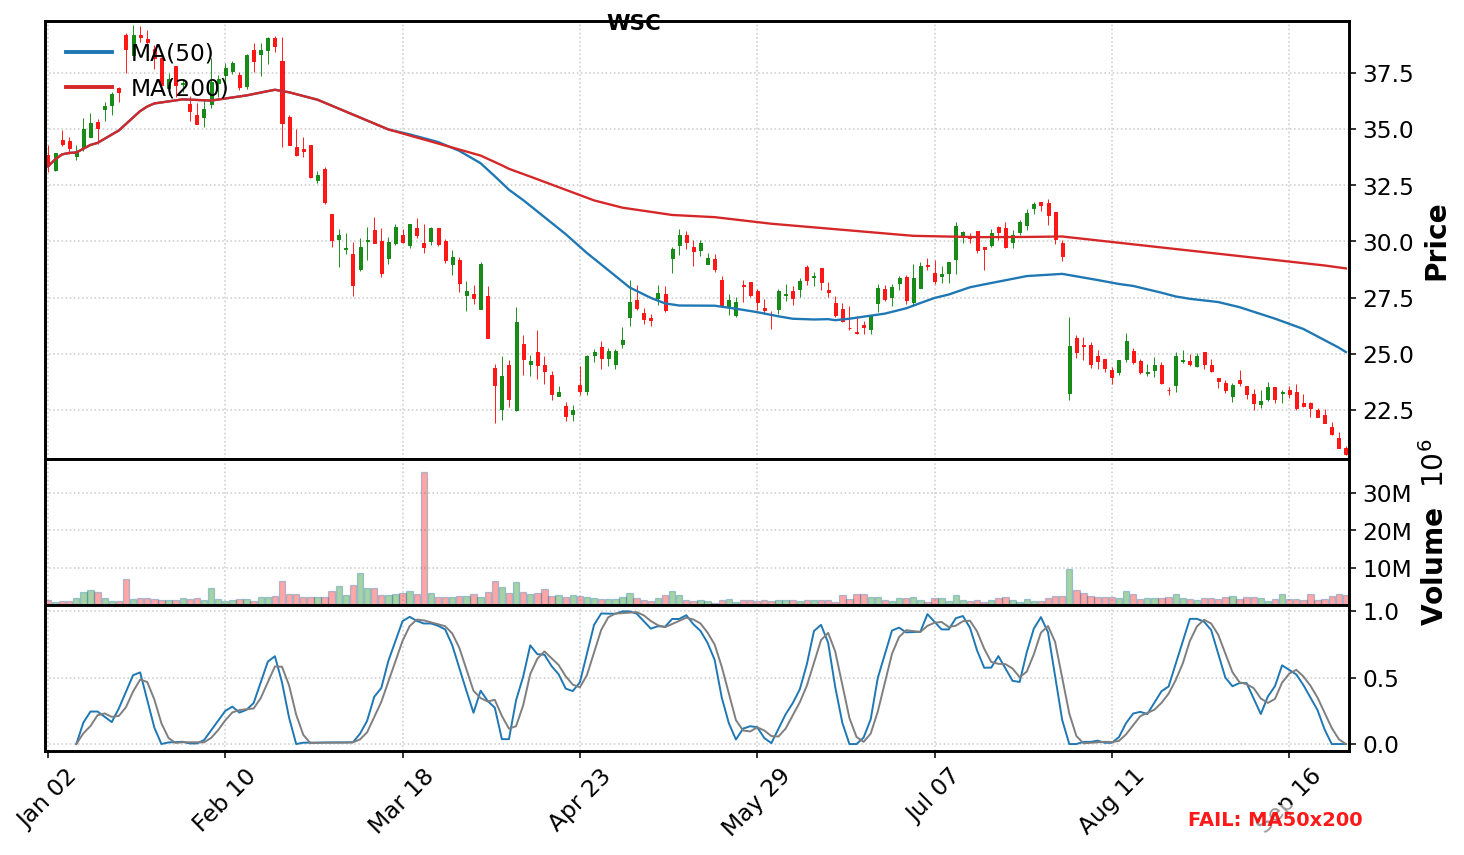 WSC
MA(50)
MA(200)
37.5
35.0
32.5
30.0
27.5
25.0
22.5
Price
10⁶
30M
20M
10M
Volume
1.0
0.5
0.0
Jan 02
Feb 10
Mar 18
Apr 23
May 29
Jul 07
Aug 11
Sep 16
FAIL: MA50x200